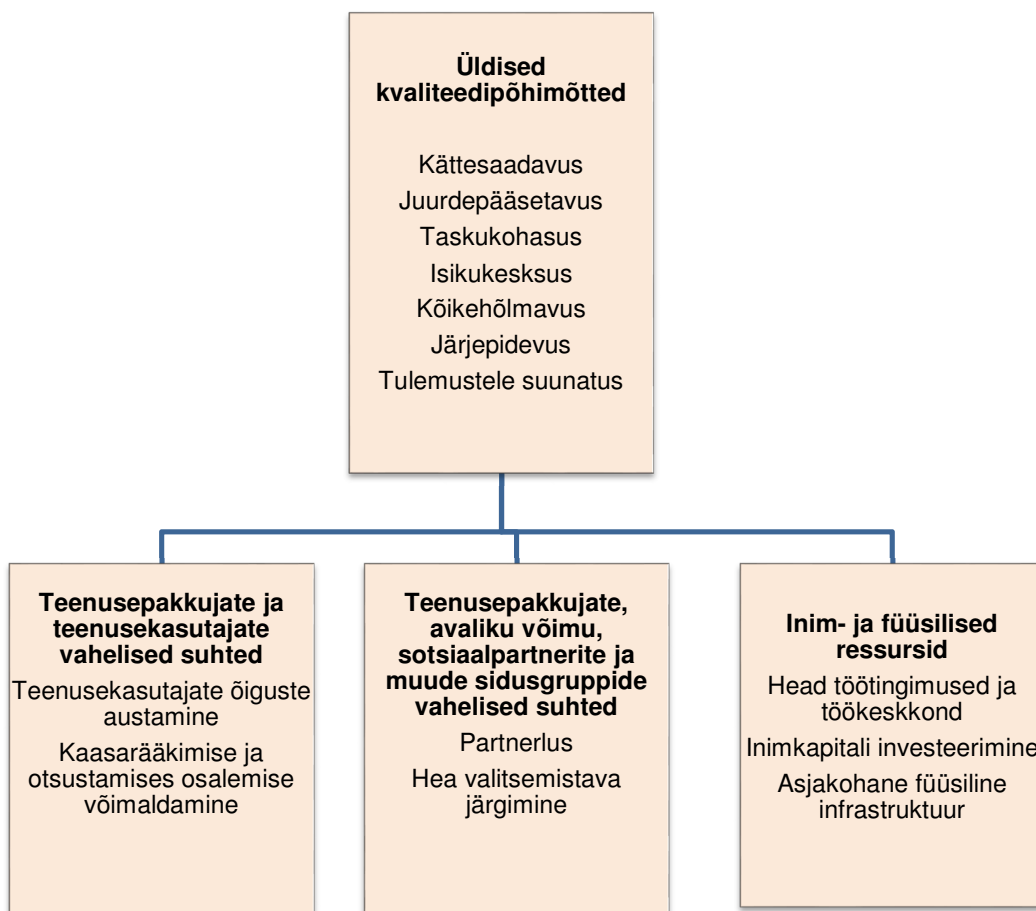 Üldised
kvaliteedipõhimõtted
Kättesaadavus
Juurdepääsetavus
Taskukohasus
Isikukesksus
Kõikehõlmavus
Järjepidevus
Tulemustele suunatus
Teenusepakkujate ja
teenusekasutajate
vahelised suhted
Teenusekasutajate õiguste
austamine
Kaasarääkimise ja
otsustamises osalemise
võimaldamine
Teenusepakkujate,
avaliku võimu,
sotsiaalpartnerite ja
muude sidusgruppide
vahelised suhted
Partnerlus
Hea valitsemistava
järgimine
Inim- ja füüsilised
ressursid
Head töötingimused ja
töökeskkond
Inimkapitali investeerimine
Asjakohane füüsiline
infrastruktuur